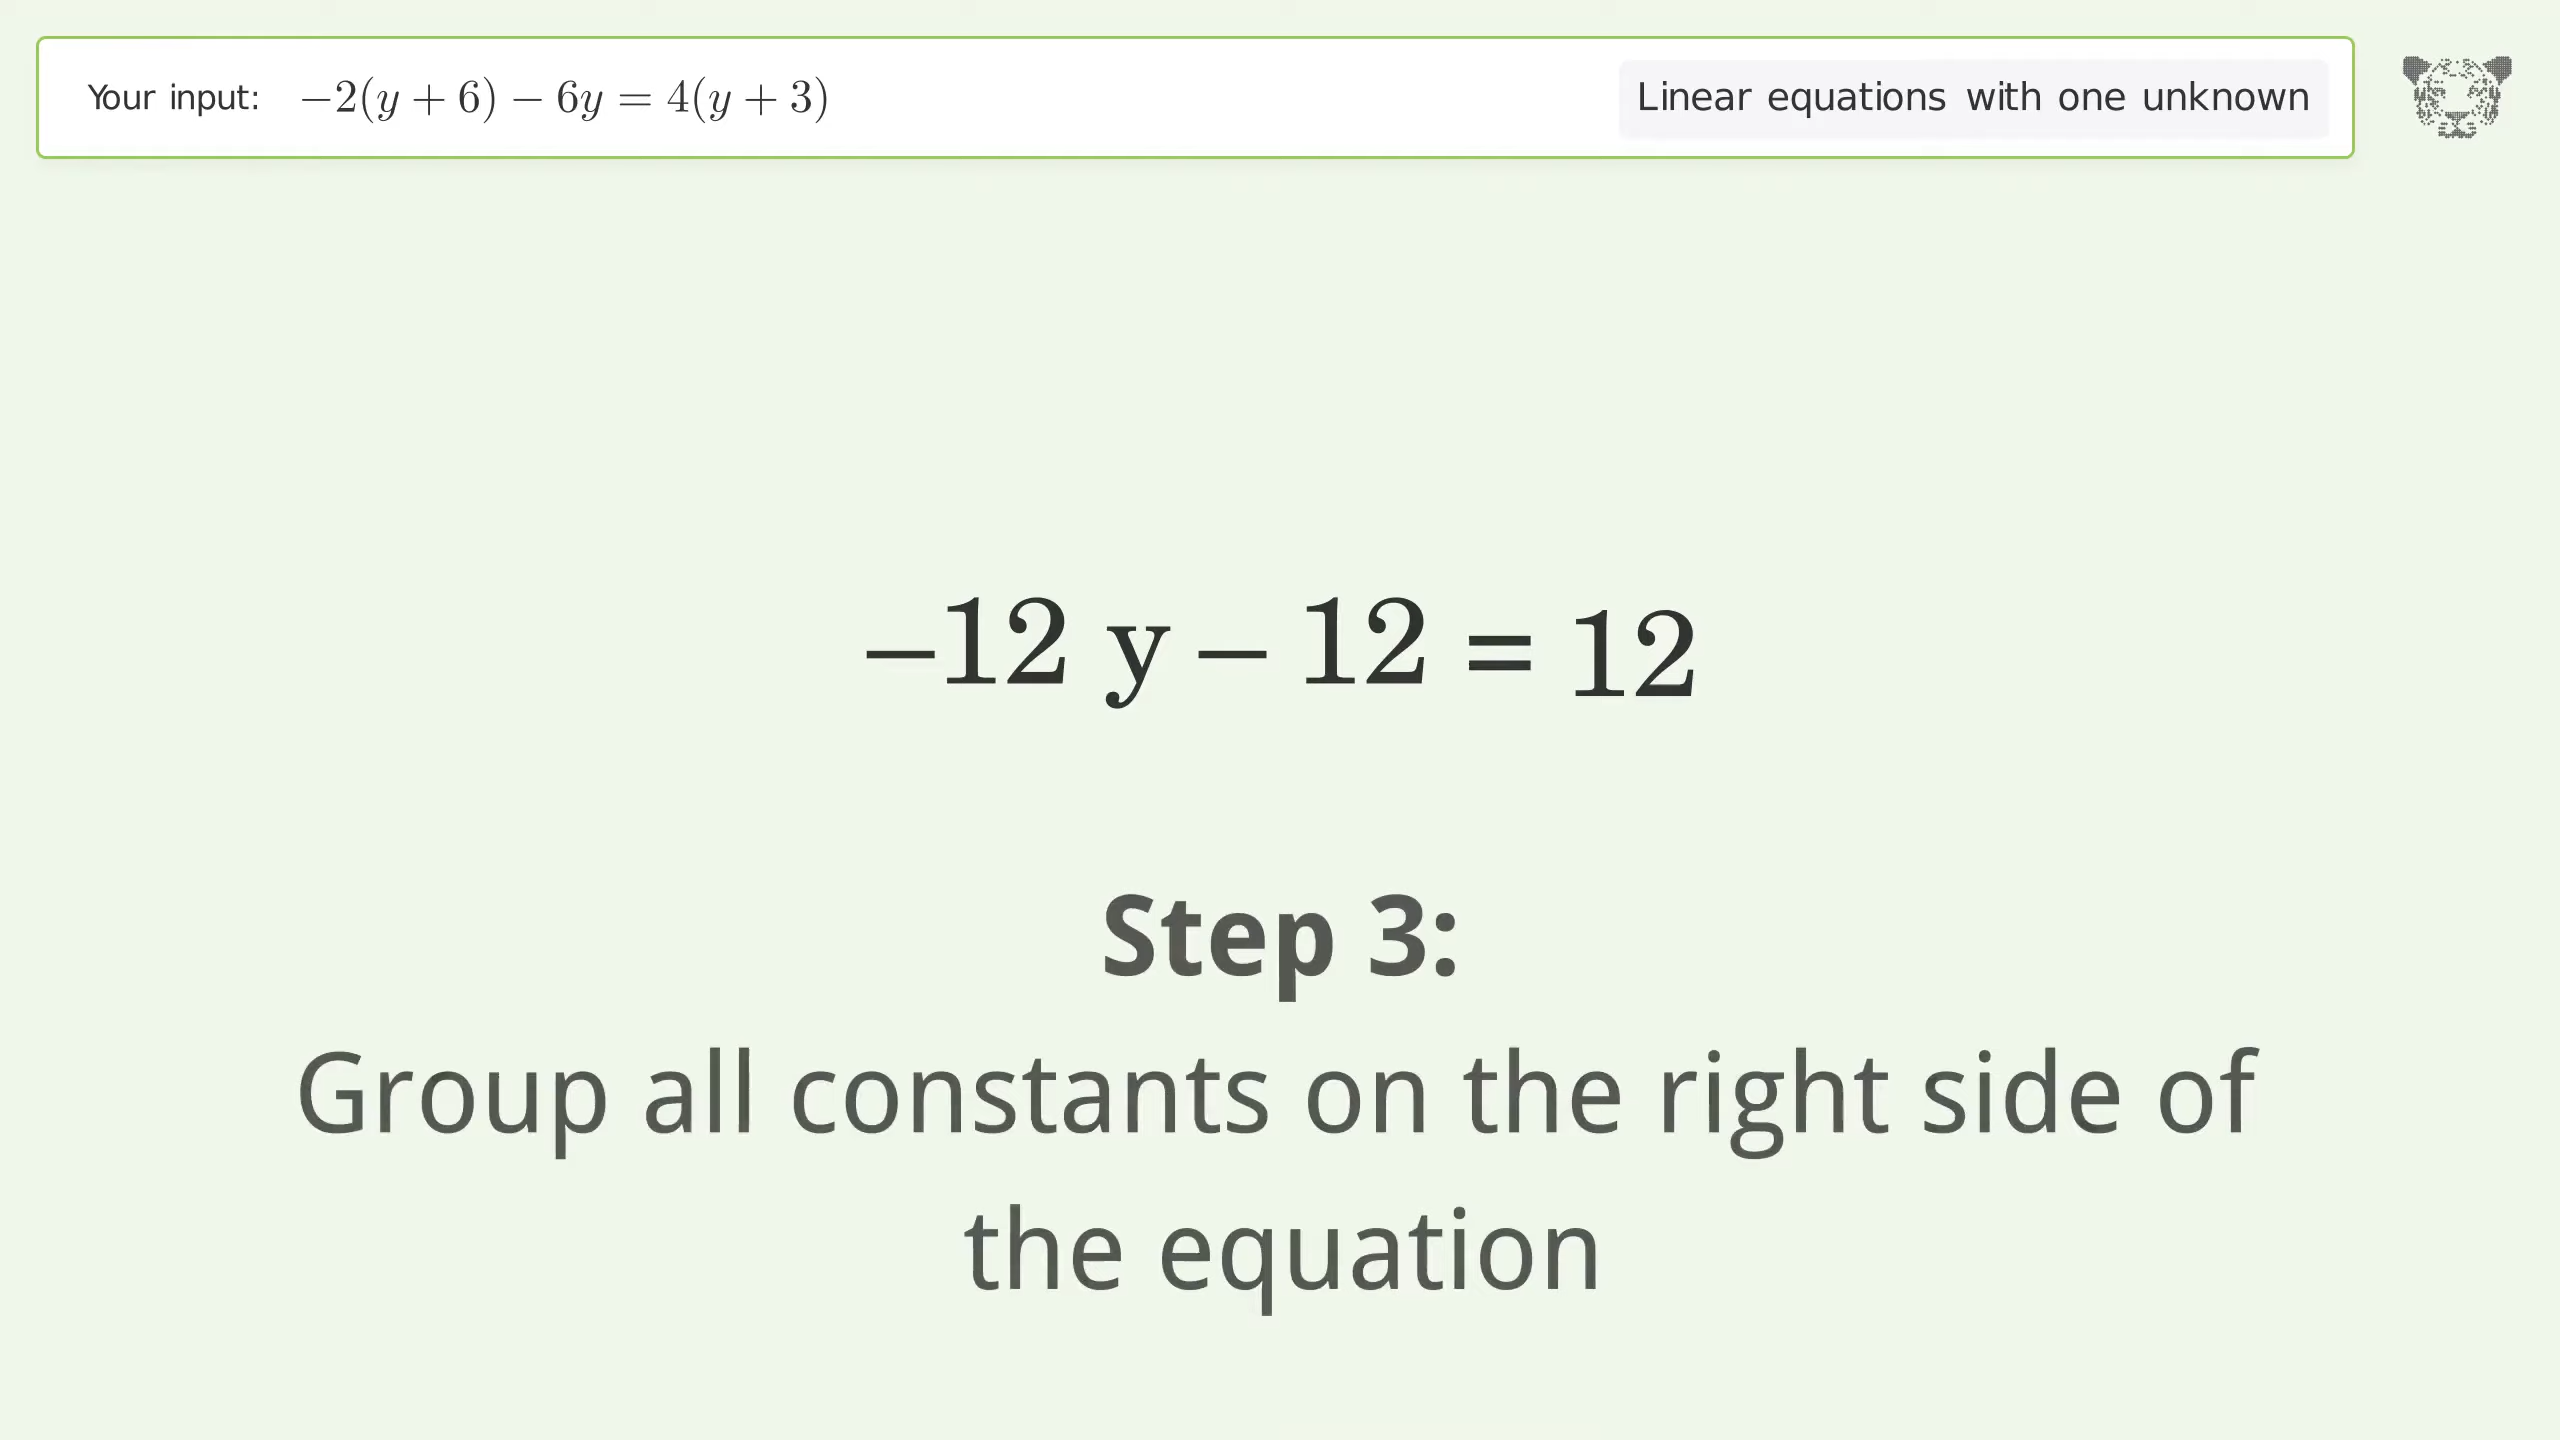 Your input: −2(y + 6) − 6y = 4(y + 3)
Linear equations with one unknown
−12 y − 12 = 12
Step 3:
Group all constants on the right side of
the equation